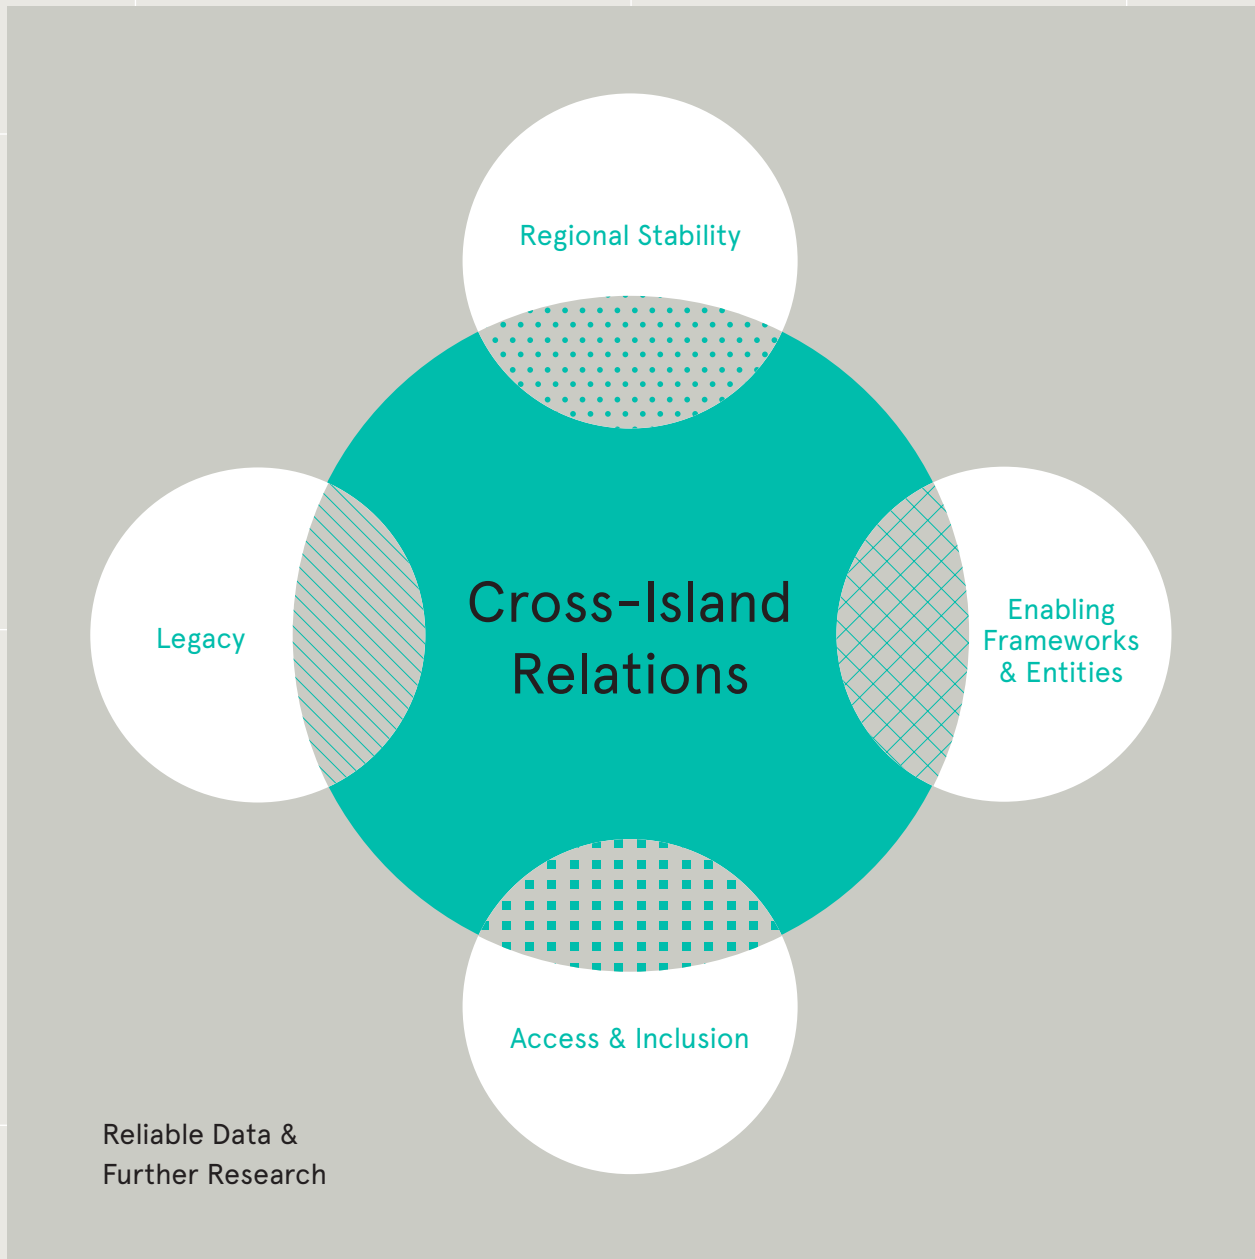 Regional Stability
Legacy
Cross-Island
Relations
Enabling
Frameworks
& Entities
Access & Inclusion
Reliable Data &
Further Research